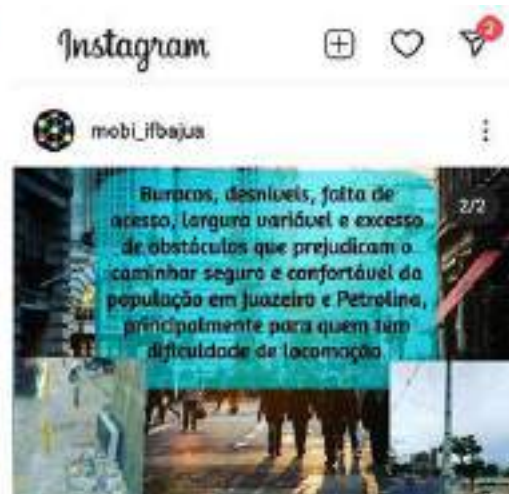 Instagram
2
mobi_ifbajua
2/2
Buracos, desníveis, falta de
acesso, largura variável e excesso
de obstáculos que prejudicam o
caminhar seguro e confortável da
população em Juazeiro e Petrolina,
principalmente para quem tem
dificuldade de locomoção